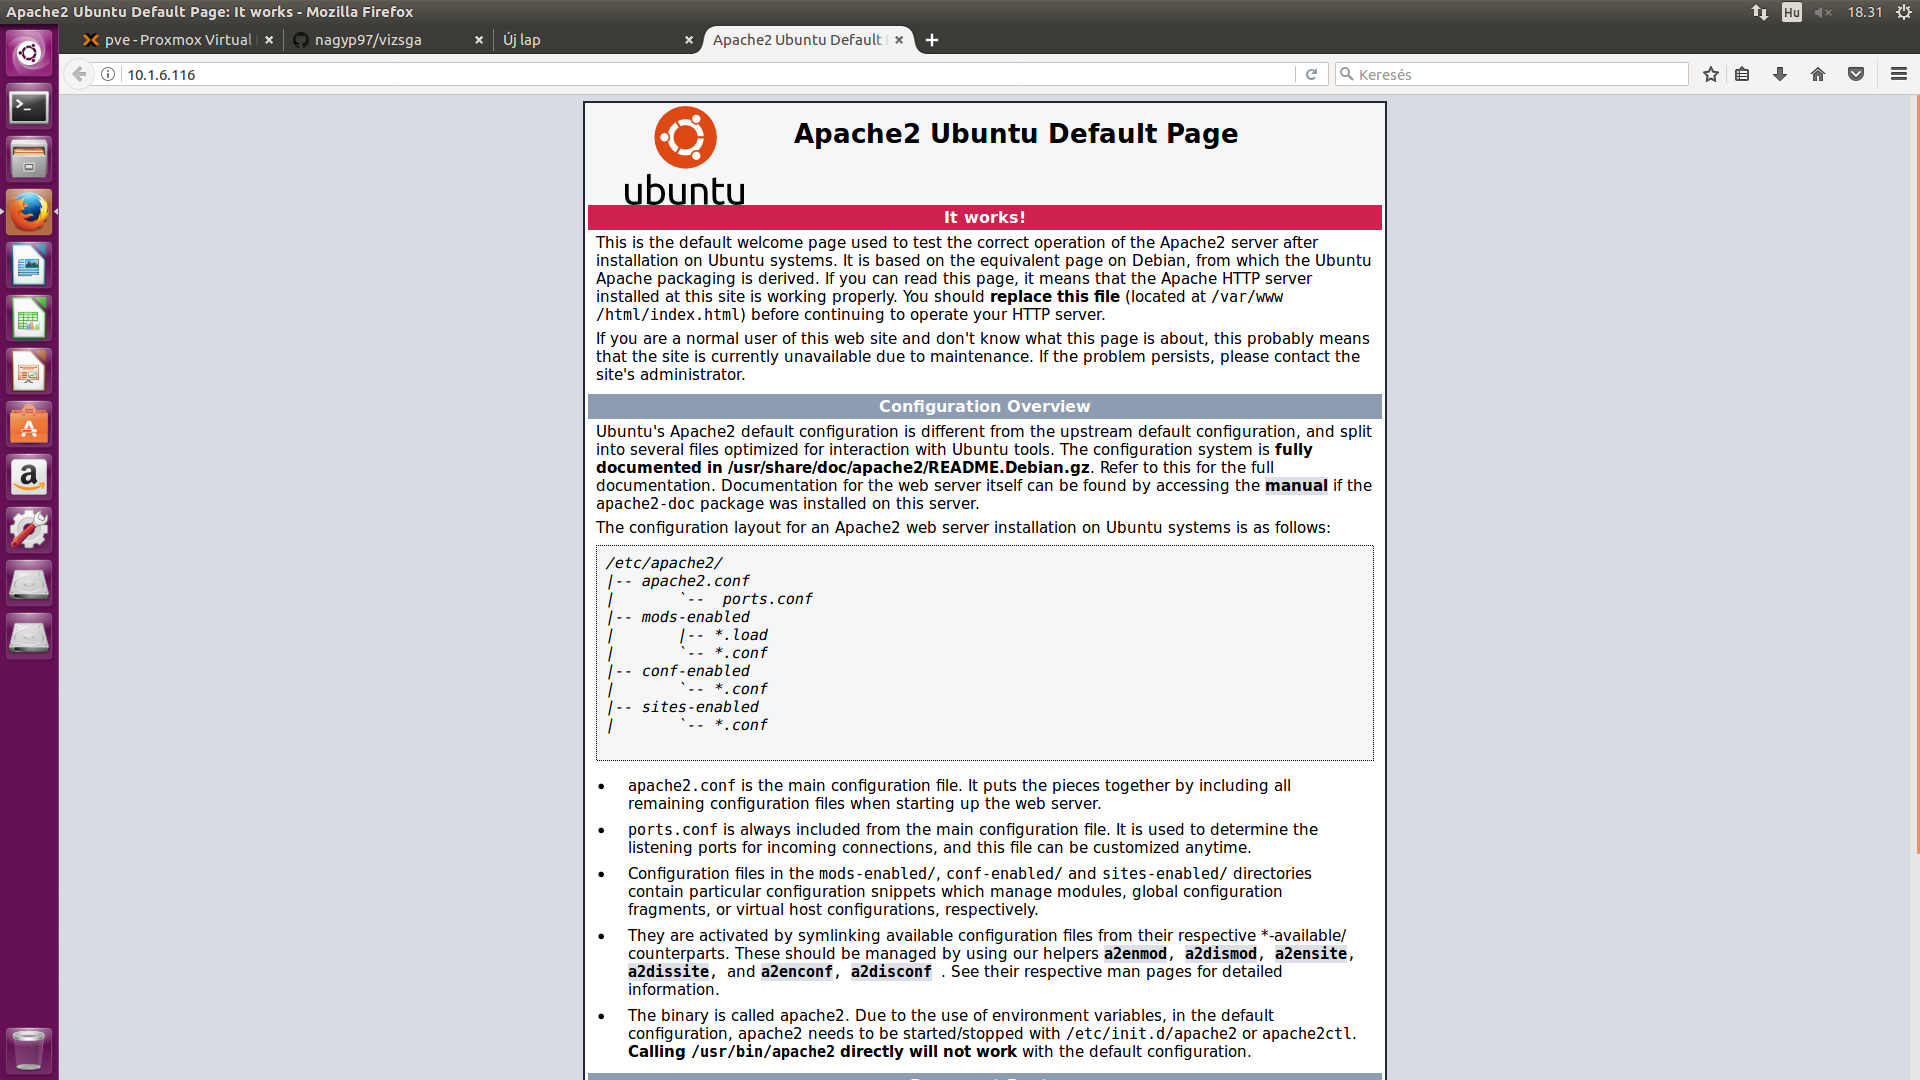 Apache2 Ubuntu Default Page: It works - Mozilla Firefox
Hu
18.31
pve - Proxmox Virtual
nagyp97/vizsga
Új lap
Apache2 Ubuntu Default
10.1.6.116
Keresés
ubuntu
Apache2 Ubuntu Default Page
It works!
This is the default welcome page used to test the correct operation of the Apache2 server after
installation on Ubuntu systems. It is based on the equivalent page on Debian, from which the Ubuntu
Apache packaging is derived. If you can read this page, it means that the Apache HTTP server
installed at this site is working properly. You should replace this file (located at /var/www
/html/index.html) before continuing to operate your HTTP server.
If you are a normal user of this web site and don't know what this page is about, this probably means
that the site is currently unavailable due to maintenance. If the problem persists, please contact the
site's administrator.
Configuration Overview
Ubuntu's Apache2 default configuration is different from the upstream default configuration, and split
into several files optimized for interaction with Ubuntu tools. The configuration system is fully
documented in /usr/share/doc/apache2/README.Debian.gz. Refer to this for the full
documentation. Documentation for the web server itself can be found by accessing the manual if the
apache2-doc package was installed on this server.
The configuration layout for an Apache2 web server installation on Ubuntu systems is as follows:
/etc/apache2/
|-- apache2.conf
|       `--  ports.conf
|-- mods-enabled
|       |-- *.load
|       `-- *.conf
|-- conf-enabled
|       `-- *.conf
|-- sites-enabled
|       `-- *.conf
• apache2.conf is the main configuration file. It puts the pieces together by including all
remaining configuration files when starting up the web server.
• ports.conf is always included from the main configuration file. It is used to determine the
listening ports for incoming connections, and this file can be customized anytime.
• Configuration files in the mods-enabled/, conf-enabled/ and sites-enabled/ directories
contain particular configuration snippets which manage modules, global configuration
fragments, or virtual host configurations, respectively.
• They are activated by symlinking available configuration files from their respective *-available/
counterparts. These should be managed by using our helpers a2enmod, a2dismod, a2ensite,
a2dissite, and a2enconf, a2disconf . See their respective man pages for detailed
information.
• The binary is called apache2. Due to the use of environment variables, in the default
configuration, apache2 needs to be started/stopped with /etc/init.d/apache2 or apache2ctl.
Calling /usr/bin/apache2 directly will not work with the default configuration.